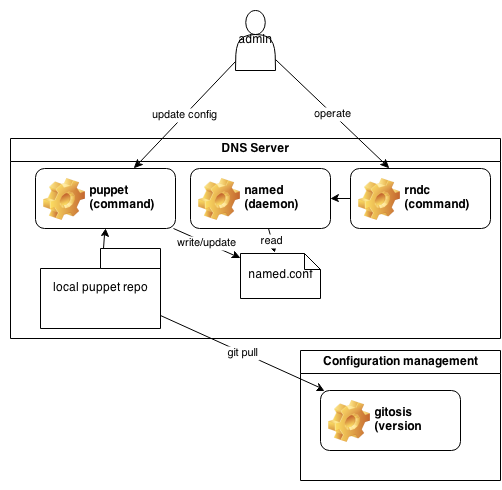 admin
update config
operate
DNS Server
puppet
(command)
named
(daemon)
rndc
(command)
write/update
read
local puppet repo
named.conf
git pull
Configuration management
gitosis
(version